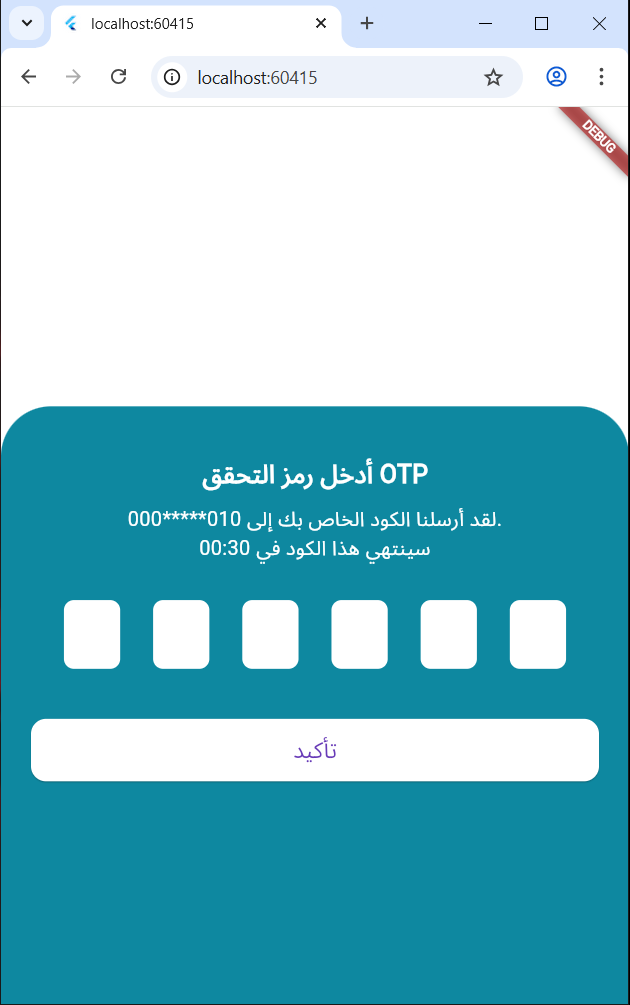 localhost:60415
localhost:60415
DEBUG
أدخل رمز التحقق OTP
لقد أرسلنا الكود الخاص بك إلى 010*****000.
سينتهي هذا الكود في 00:30
تأكيد